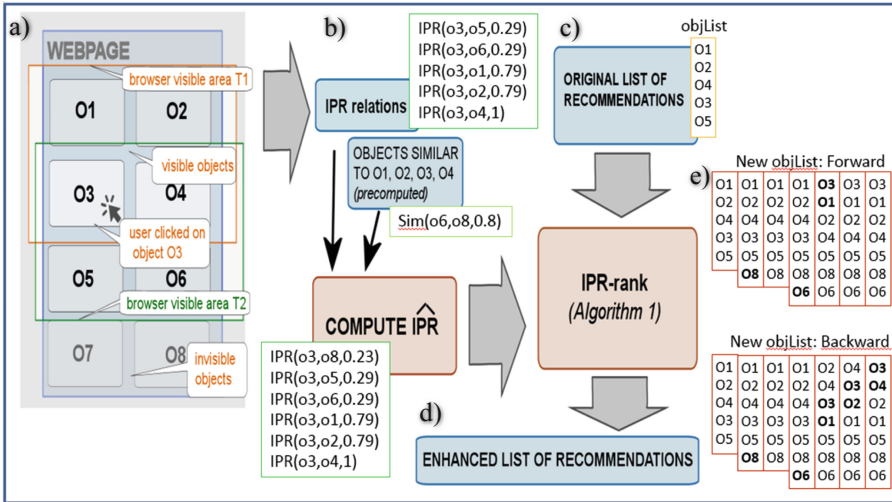 a)
WEBPAGE
browser visible area T1
O1 O2
visible objects
O3 O4
user clicked on
object O3
O5 O6
browser visible area T2
O7 O8
invisible
objects
b)
IPR(o3,o5,0.29)
IPR(o3,o6,0.29)
IPR(o3,o1,0.79)
IPR(o3,o2,0.79)
IPR(o3,o4,1)
IPR relations
OBJECTS SIMILAR
TO O1, O2, O3, O4
(precomputed)
Sim(o6,o8,0.8)
COMPUTE IPR̂
IPR(o3,o8,0.23)
IPR(o3,o5,0.29)
IPR(o3,o6,0.29)
IPR(o3,o1,0.79)
IPR(o3,o2,0.79)
IPR(o3,o4,1)
c)
objList
O1
O2
O4
O3
O5
ORIGINAL LIST OF
RECOMMENDATIONS
IPR-rank
(Algorithm 1)
d)
ENHANCED LIST OF RECOMMENDATIONS
e)
New objList: Forward
O1 O1 O1 O1 O3 O3 O3
O2 O2 O2 O2 O1 O1 O1
O4 O4 O4 O4 O2 O2 O2
O3 O3 O3 O3 O4 O4 O4
O5 O5 O5 O5 O5 O5 O5
O8 O8 O8 O8 O8 O8
O6 O6 O6 O6
New objList: Backward
O1 O1 O1 O1 O2 O4 O3
O2 O2 O2 O2 O4 O3 O4
O4 O4 O4 O4 O3 O2 O2
O3 O3 O3 O3 O1 O1 O1
O5 O5 O5 O5 O5 O5 O5
O8 O8 O8 O8 O8 O8
O6 O6 O6 O6